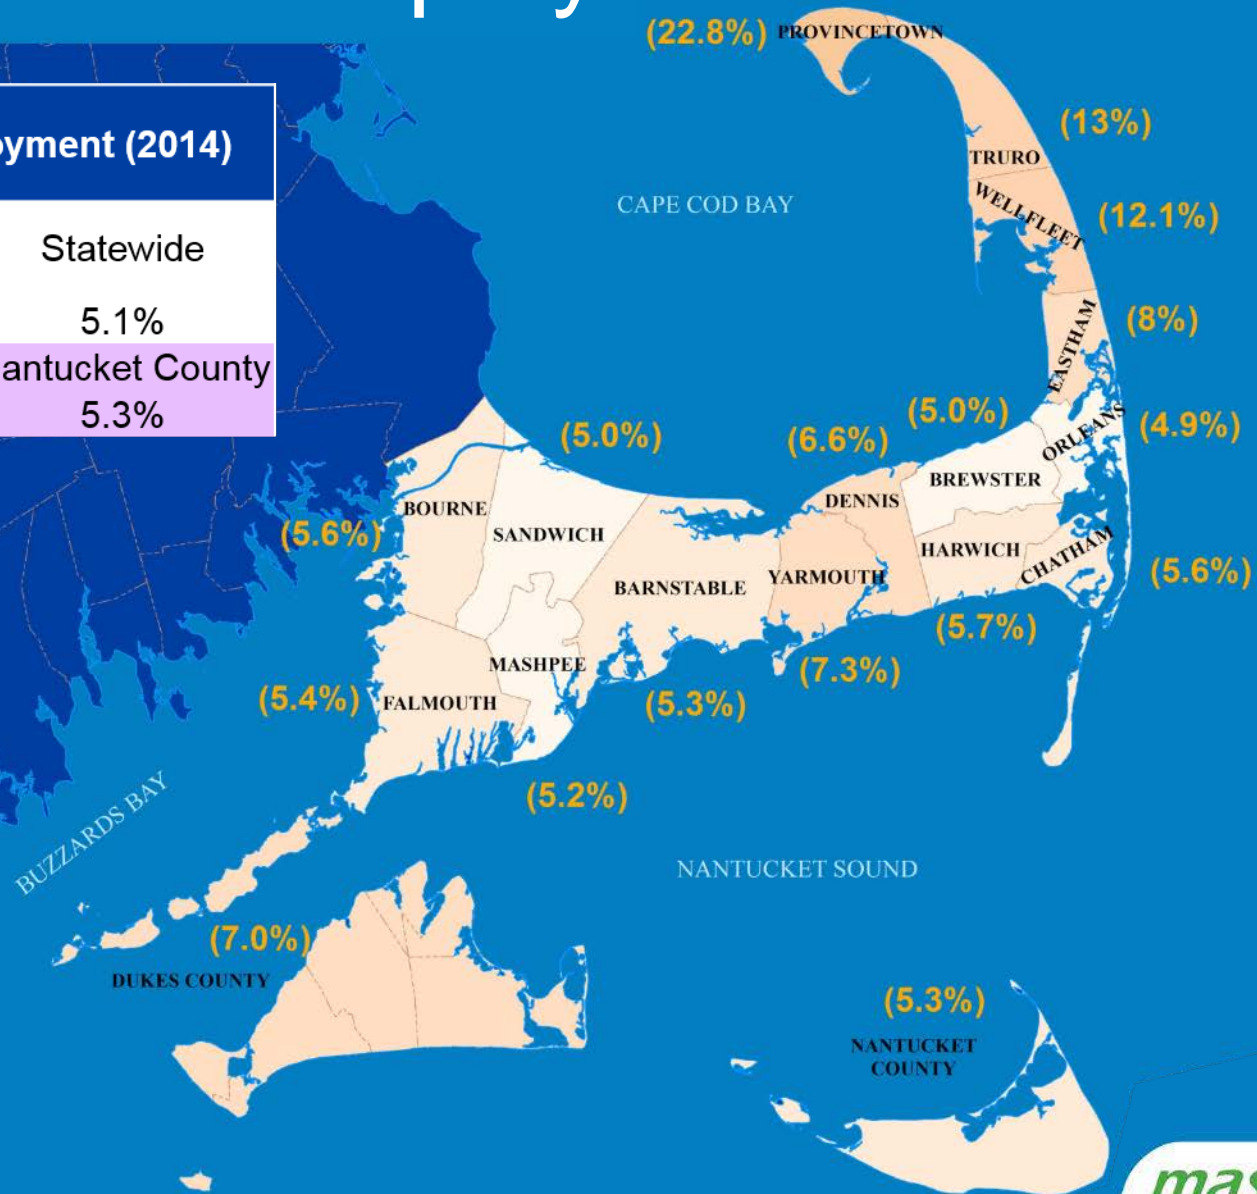 (22.8%) PROVINCETOWN
oyment (2014)
Statewide
5.1%
antucket County
5.3%
(13%)
TRURO
CAPE COD BAY
WELLFLEET
(12.1%)
EASTHAM
(8%)
(5.0%)
(6.6%)
(5.0%)
ORLEANS
(4.9%)
BOURNE
(5.6%)
SANDWICH
DENNIS
BREWSTER
BARNSTABLE
YARMOUTH
HARWICH
CHATHAM
(5.6%)
(5.7%)
MASHPEE
(7.3%)
(5.4%)
FALMOUTH
(5.3%)
(5.2%)
BUZZARDS BAY
NANTUCKET SOUND
(7.0%)
DUKES COUNTY
(5.3%)
NANTUCKET
COUNTY
mas